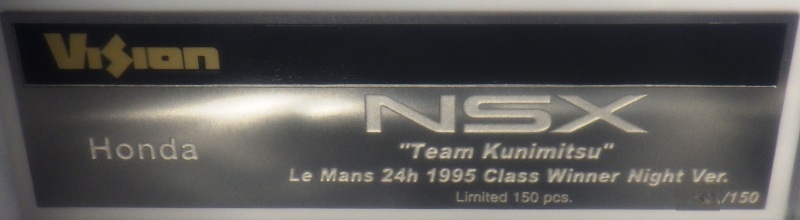 Vision
NSX
Honda
"Team Kunimitsu"
Le Mans 24h 1995 Class Winner Night Ver.
Limited 150 pcs.
/150